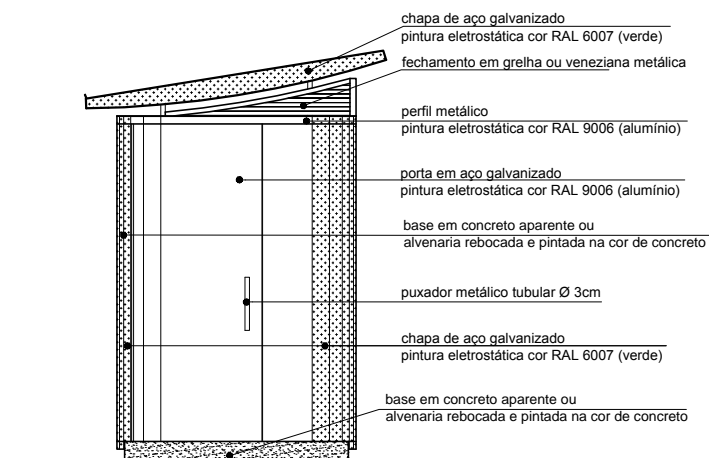 chapa de aço galvanizado
pintura eletrostática cor RAL 6007 (verde)
fechamento em grelha ou veneziana metálica
perfil metálico
pintura eletrostática cor RAL 9006 (alumínio)
porta em aço galvanizado
pintura eletrostática cor RAL 9006 (alumínio)
base em concreto aparente ou
alvenaria rebocada e pintada na cor de concreto
puxador metálico tubular Ø 3cm
chapa de aço galvanizado
pintura eletrostática cor RAL 6007 (verde)
base em concreto aparente ou
alvenaria rebocada e pintada na cor de concreto